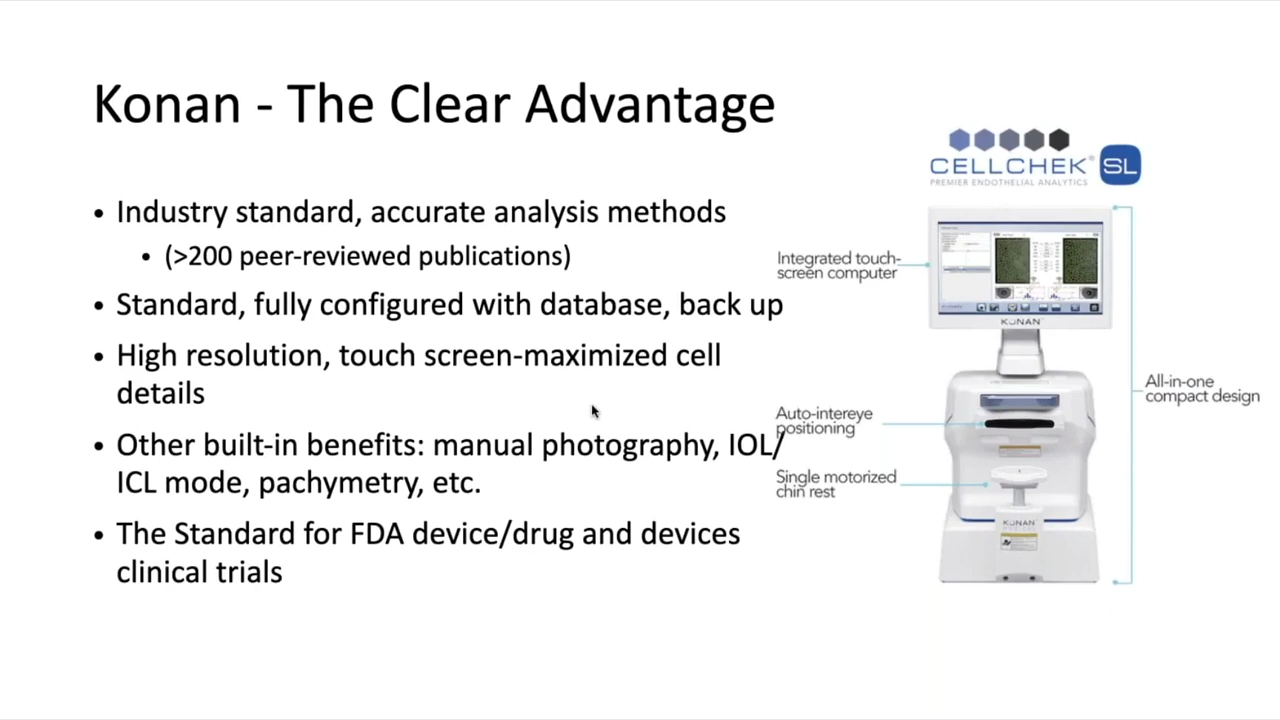 Konan - The Clear Advantage
• Industry standard, accurate analysis methods
• (>200 peer-reviewed publications)
• Standard, fully configured with database, back up
• High resolution, touch screen-maximized cell
details
• Other built-in benefits: manual photography, IOL/
ICL mode, pachymetry, etc.
• The Standard for FDA device/drug and devices
clinical trials
CELLCHEK® SL
PREMIER ENDOTHELIAL ANALYTICS
Integrated touch-
screen computer
KONAN
Auto-intereye
positioning
Single motorized
chin rest
KONAN
All-in-one
compact design